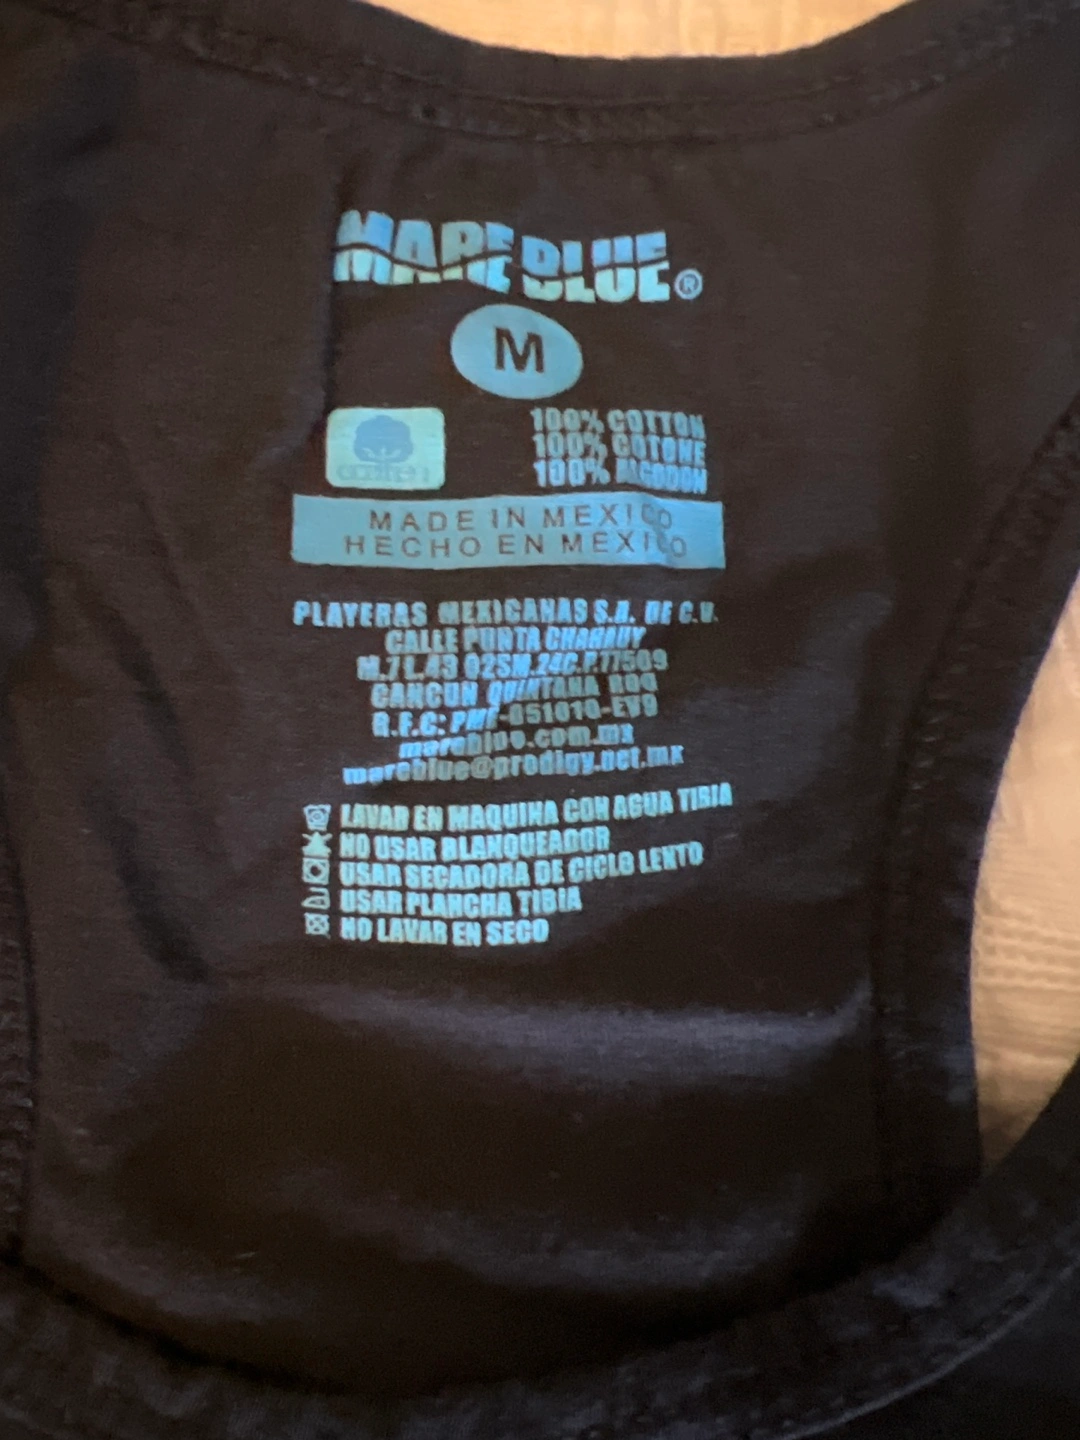 MARE BLUE®
M
100% COTTON
100% COTONE
100% ALGODON
MADE IN MEXICO
HECHO EN MEXICO
PLAYERAS MEXICANAS S.A. DE C.V.
CALLE PUNTA
M.7 L.43 02SM.24C.P.77509
CANCUN QUINTANA ROO
R.F.C: PME-051010-EV9
mareblue.com.mx
mareblue@prodigy.net.mx
LAVAR EN MAQUINA CON AGUA TIBIA
NO USAR BLANQUEADOR
USAR SECADORA DE CICLO LENTO
USAR PLANCHA TIBIA
NO LAVAR EN SECO